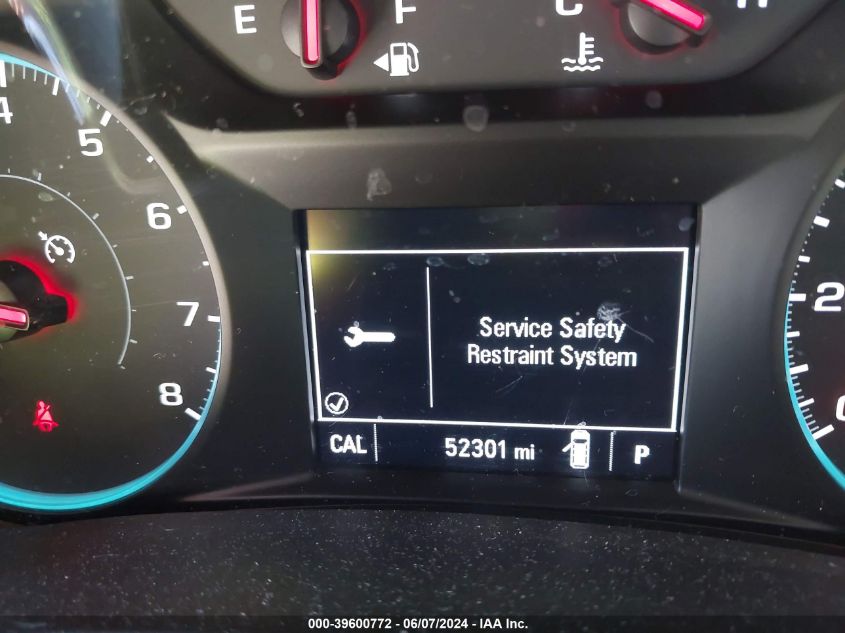 E F C H
4
5
6
7
8
2
0
Service Safety
Restraint System
CAL 52301 mi P
000-39600772 - 06/07/2024 - IAA Inc.